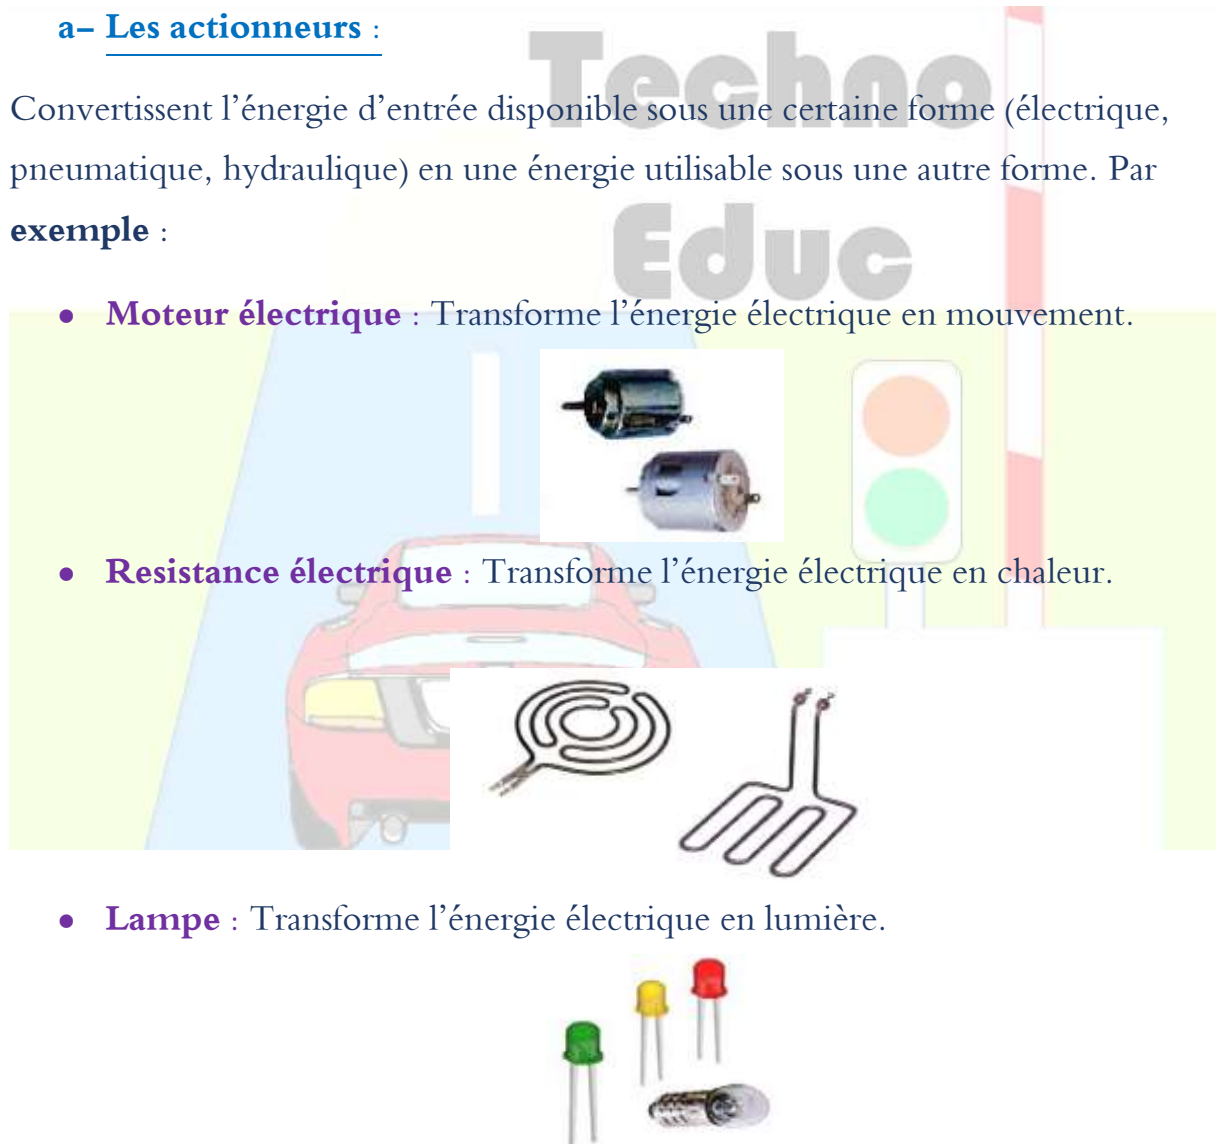 a– Les actionneurs :
Techno
Convertissent l’énergie d’entrée disponible sous une certaine forme (électrique,
pneumatique, hydraulique) en une énergie utilisable sous une autre forme. Par
exemple :
Educ
● Moteur électrique : Transforme l’énergie électrique en mouvement.
● Resistance électrique : Transforme l’énergie électrique en chaleur.
● Lampe : Transforme l’énergie électrique en lumière.